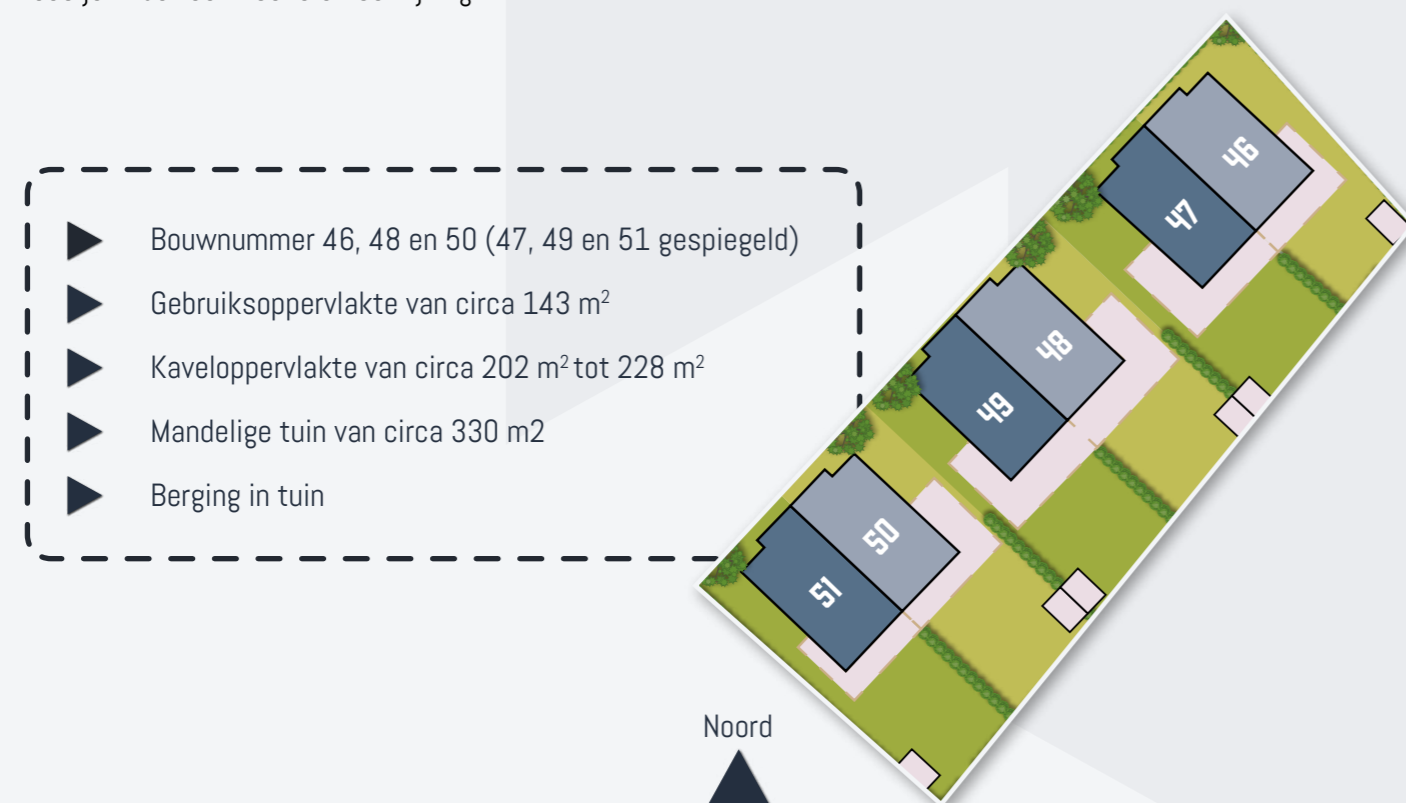 Bouwnummer 46, 48 en 50 (47, 49 en 51 gespiegeld)
Gebruiksoppervlakte van circa 143 m²
Kaveloppervlakte van circa 202 m² tot 228 m²
Mandelige tuin van circa 330 m2
Berging in tuin
46
47
48
49
50
51
Noord